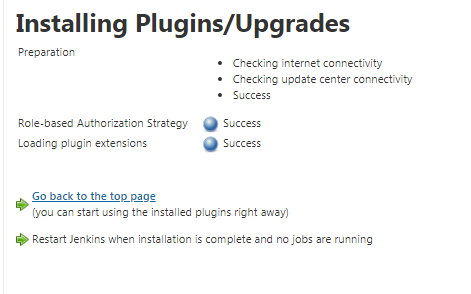 Installing Plugins/Upgrades
Preparation
Checking internet connectivity
Checking update center connectivity
Success
Role-based Authorization Strategy Success
Loading plugin extensions Success
Go back to the top page
(you can start using the installed plugins right away)
Restart Jenkins when installation is complete and no jobs are running